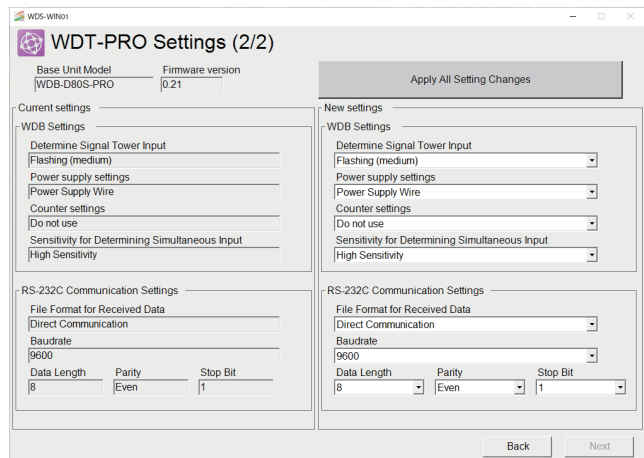 WDS-WIN01
WDT-PRO Settings (2/2)
Base Unit Model Firmware version
WDB-D80S-PRO 0.21
Apply All Setting Changes
Current settings
WDB Settings
Determine Signal Tower Input
Flashing (medium)
Power supply settings
Power Supply Wire
Counter settings
Do not use
Sensitivity for Determining Simultaneous Input
High Sensitivity
RS-232C Communication Settings
File Format for Received Data
Direct Communication
Baudrate
9600
Data Length Parity Stop Bit
8 Even 1
New settings
WDB Settings
Determine Signal Tower Input
Flashing (medium)
Power supply settings
Power Supply Wire
Counter settings
Do not use
Sensitivity for Determining Simultaneous Input
High Sensitivity
RS-232C Communication Settings
File Format for Received Data
Direct Communication
Baudrate
9600
Data Length Parity Stop Bit
8 Even 1
Back Next